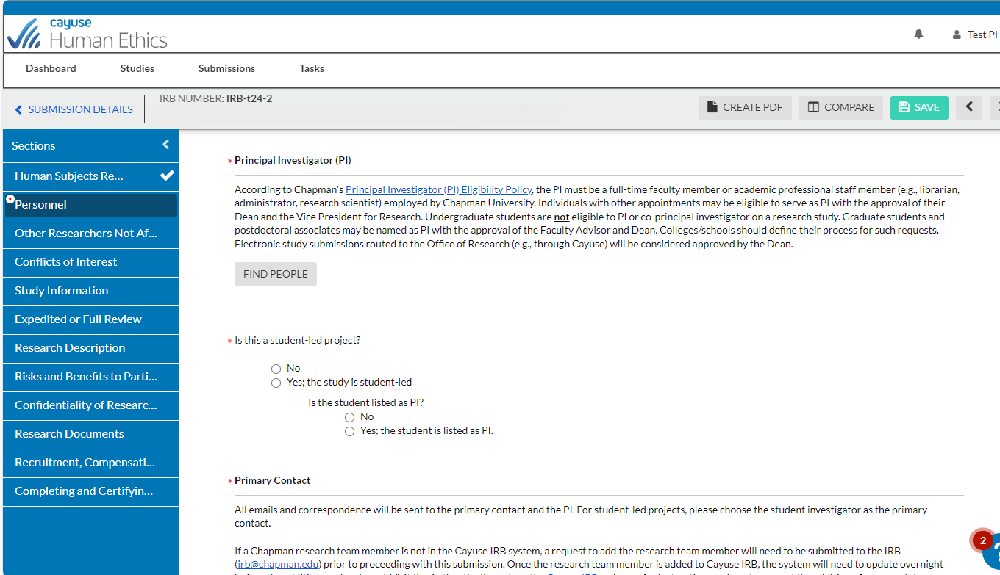 cayuse
Human Ethics
Test PI
Dashboard Studies Submissions Tasks
SUBMISSION DETAILS
IRB NUMBER: IRB-t24-2
CREATE PDF COMPARE SAVE
Sections
Human Subjects Re...
* Personnel
Other Researchers Not Af...
Conflicts of Interest
Study Information
Expedited or Full Review
Research Description
Risks and Benefits to Parti...
Confidentiality of Researc...
Research Documents
Recruitment, Compensati...
Completing and Certifyin...
* Principal Investigator (PI)
According to Chapman's Principal Investigator (PI) Eligibility Policy, the PI must be a full-time faculty member or academic professional staff member (e.g., librarian,
administrator, research scientist) employed by Chapman University. Individuals with other appointments may be eligible to serve as PI with the approval of their
Dean and the Vice President for Research. Undergraduate students are not eligible to PI or co-principal investigator on a research study. Graduate students and
postdoctoral associates may be named as PI with the approval of the Faculty Advisor and Dean. Colleges/schools should define their process for such requests.
Electronic study submissions routed to the Office of Research (e.g., through Cayuse) will be considered approved by the Dean.
FIND PEOPLE
* Is this a student-led project?
No
Yes; the study is student-led
Is the student listed as PI?
No
Yes; the student is listed as PI.
* Primary Contact
All emails and correspondence will be sent to the primary contact and the PI. For student-led projects, please choose the student investigator as the primary
contact.
If a Chapman research team member is not in the Cayuse IRB system, a request to add the research team member will need to be submitted to the IRB
(irb@chapman.edu) prior to proceeding with this submission. Once the research team member is added to Cayuse IRB, the system will need to update overnight
2